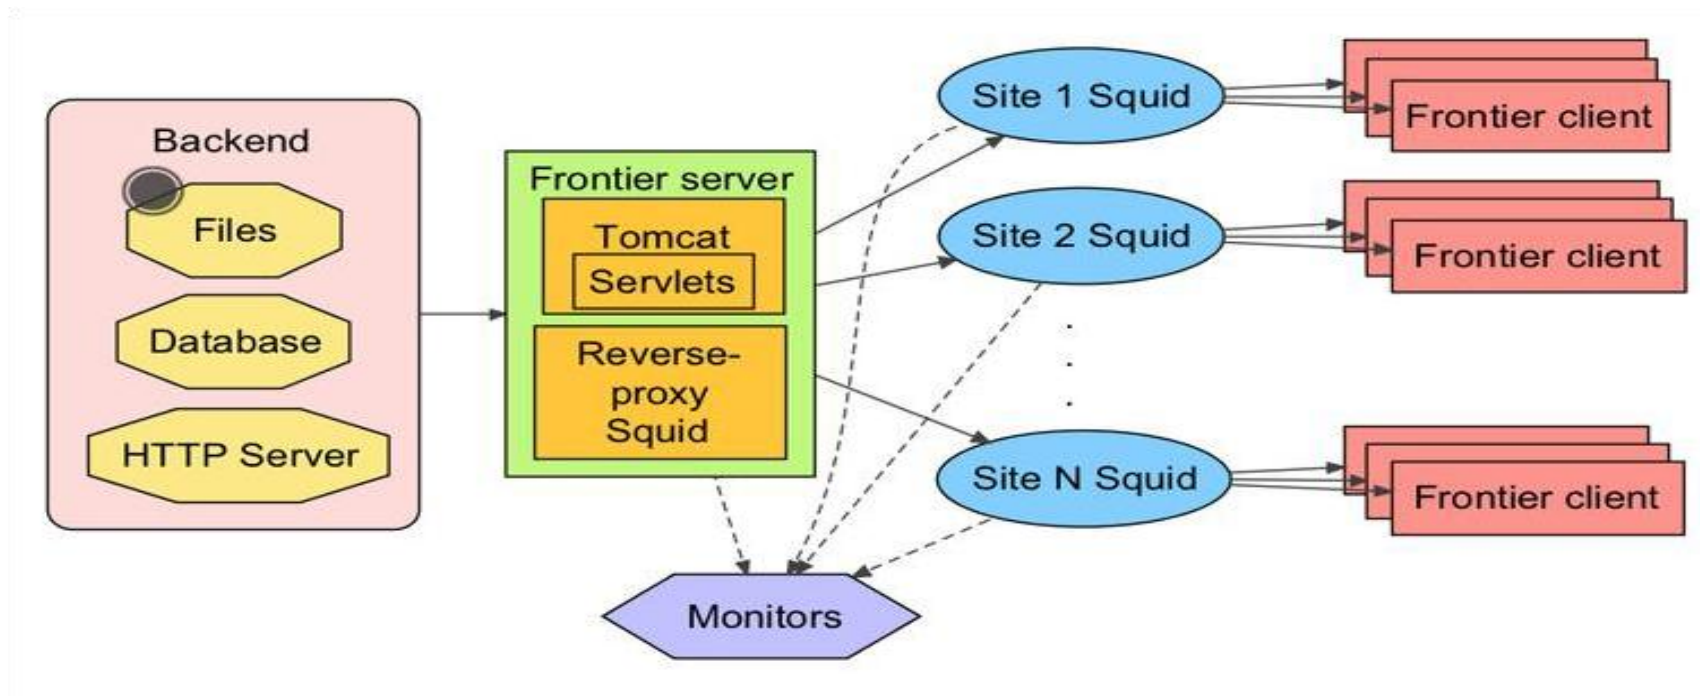 Backend
Files
Database
HTTP Server
Frontier server
Tomcat
Servlets
Reverse-
proxy
Squid
Site 1 Squid
Frontier client
Site 2 Squid
Frontier client
.
.
.
Site N Squid
Frontier client
Monitors